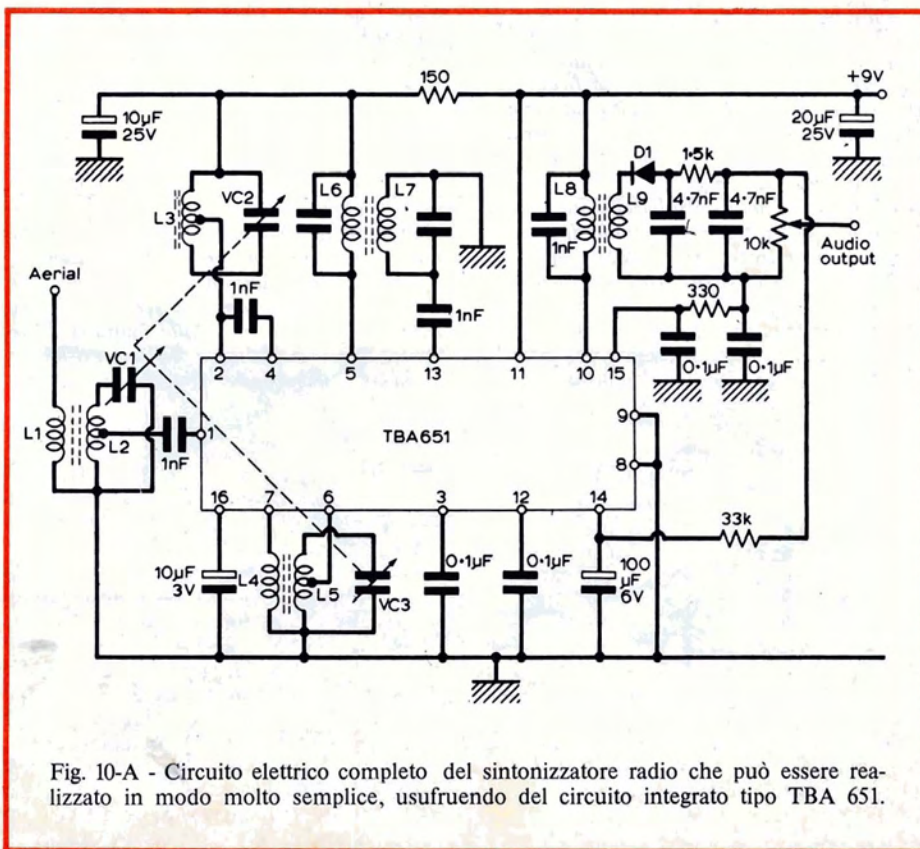 150
+9V
10µF
25V
20µF
25V
D1
1·5k
VC2
L6
L7
L8
L9
4·7nF
4·7nF
L3
1nF
10k
Audio
output
Aerial
1nF
1nF
330
VC1
2
4
5
13
11
10
15
0·1µF
0·1µF
L1
L2
1nF
1
TBA651
9
8
16
7
6
3
12
14
33k
10µF
3V
L4
L5
VC3
0·1µF
0·1µF
100
µF
6V
Fig. 10-A - Circuito elettrico completo del sintonizzatore radio che può essere rea-
lizzato in modo molto semplice, usufruendo del circuito integrato tipo TBA 651.